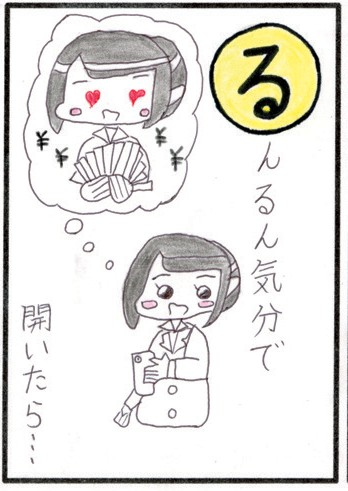 る
んるん気分で
開いたら…
¥ ¥ ¥ ¥